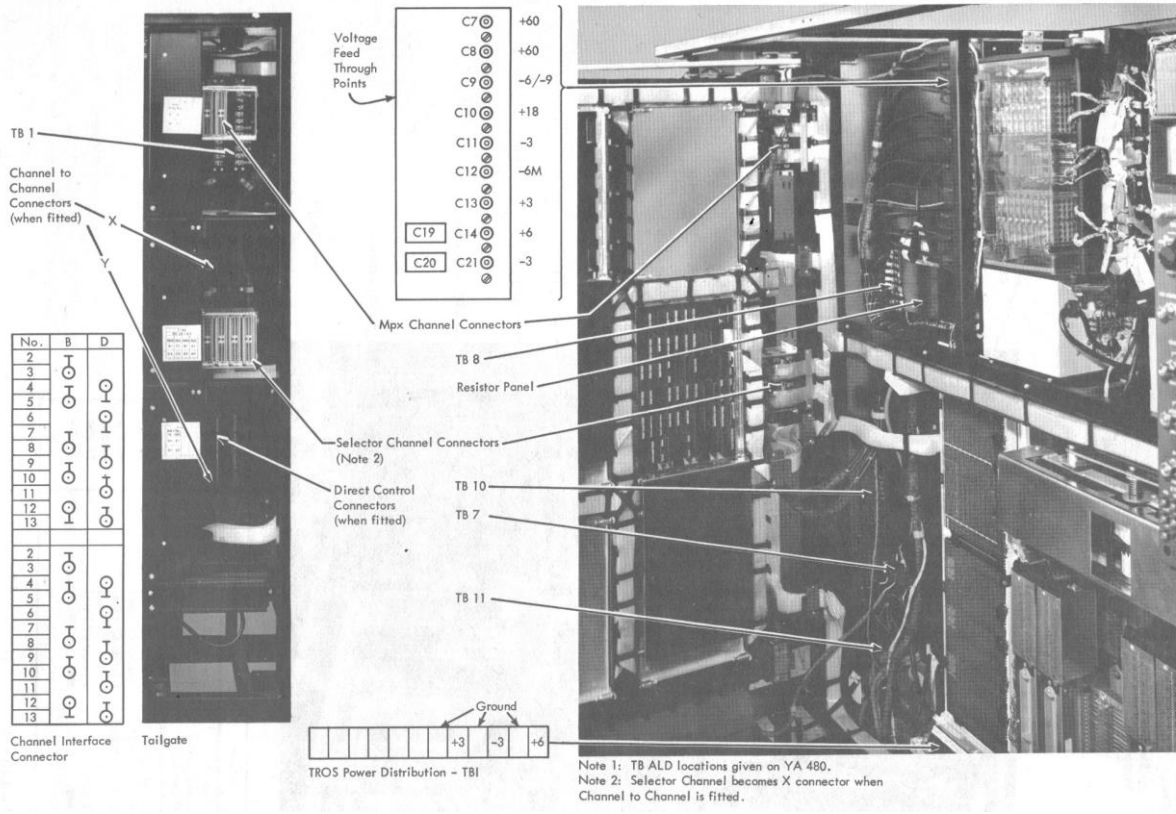 C7 +60
C8 +60
C9 -6/-9
C10 +18
C11 -3
C12 -6M
C13 +3
C19 C14 +6
C20 C21 -3
Voltage
Feed
Through
Points
TB 1
Channel to
Channel
Connectors
(when fitted)
X
Y
Mpx Channel Connectors
TB 8
Resistor Panel
Selector Channel Connectors
(Note 2)
Direct Control
Connectors
(when fitted)
TB 10
TB 7
TB 11
No. B D
2
3
4
5
6
7
8
9
10
11
12
13
2
3
4
5
6
7
8
9
10
11
12
13
Channel Interface
Connector
Tailgate
Ground
+3 -3 +6
TROS Power Distribution - TBI
Note 1: TB ALD locations given on YA 480.
Note 2: Selector Channel becomes X connector when
Channel to Channel is fitted.